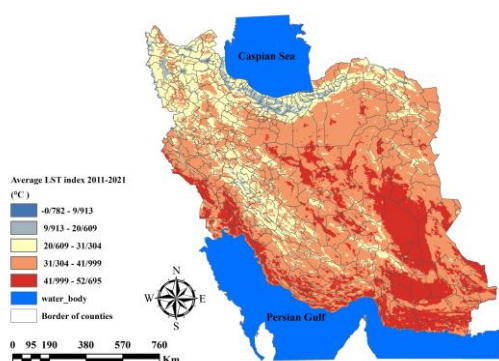 Caspian Sea
Average LST index 2011-2021
(°C )
-0/782 - 9/913
9/913 - 20/609
20/609 - 31/304
31/304 - 41/999
41/999 - 52/695
water_body
Border of counties
N
W
E
S
Persian Gulf
0 95 190 380 570 760
Km